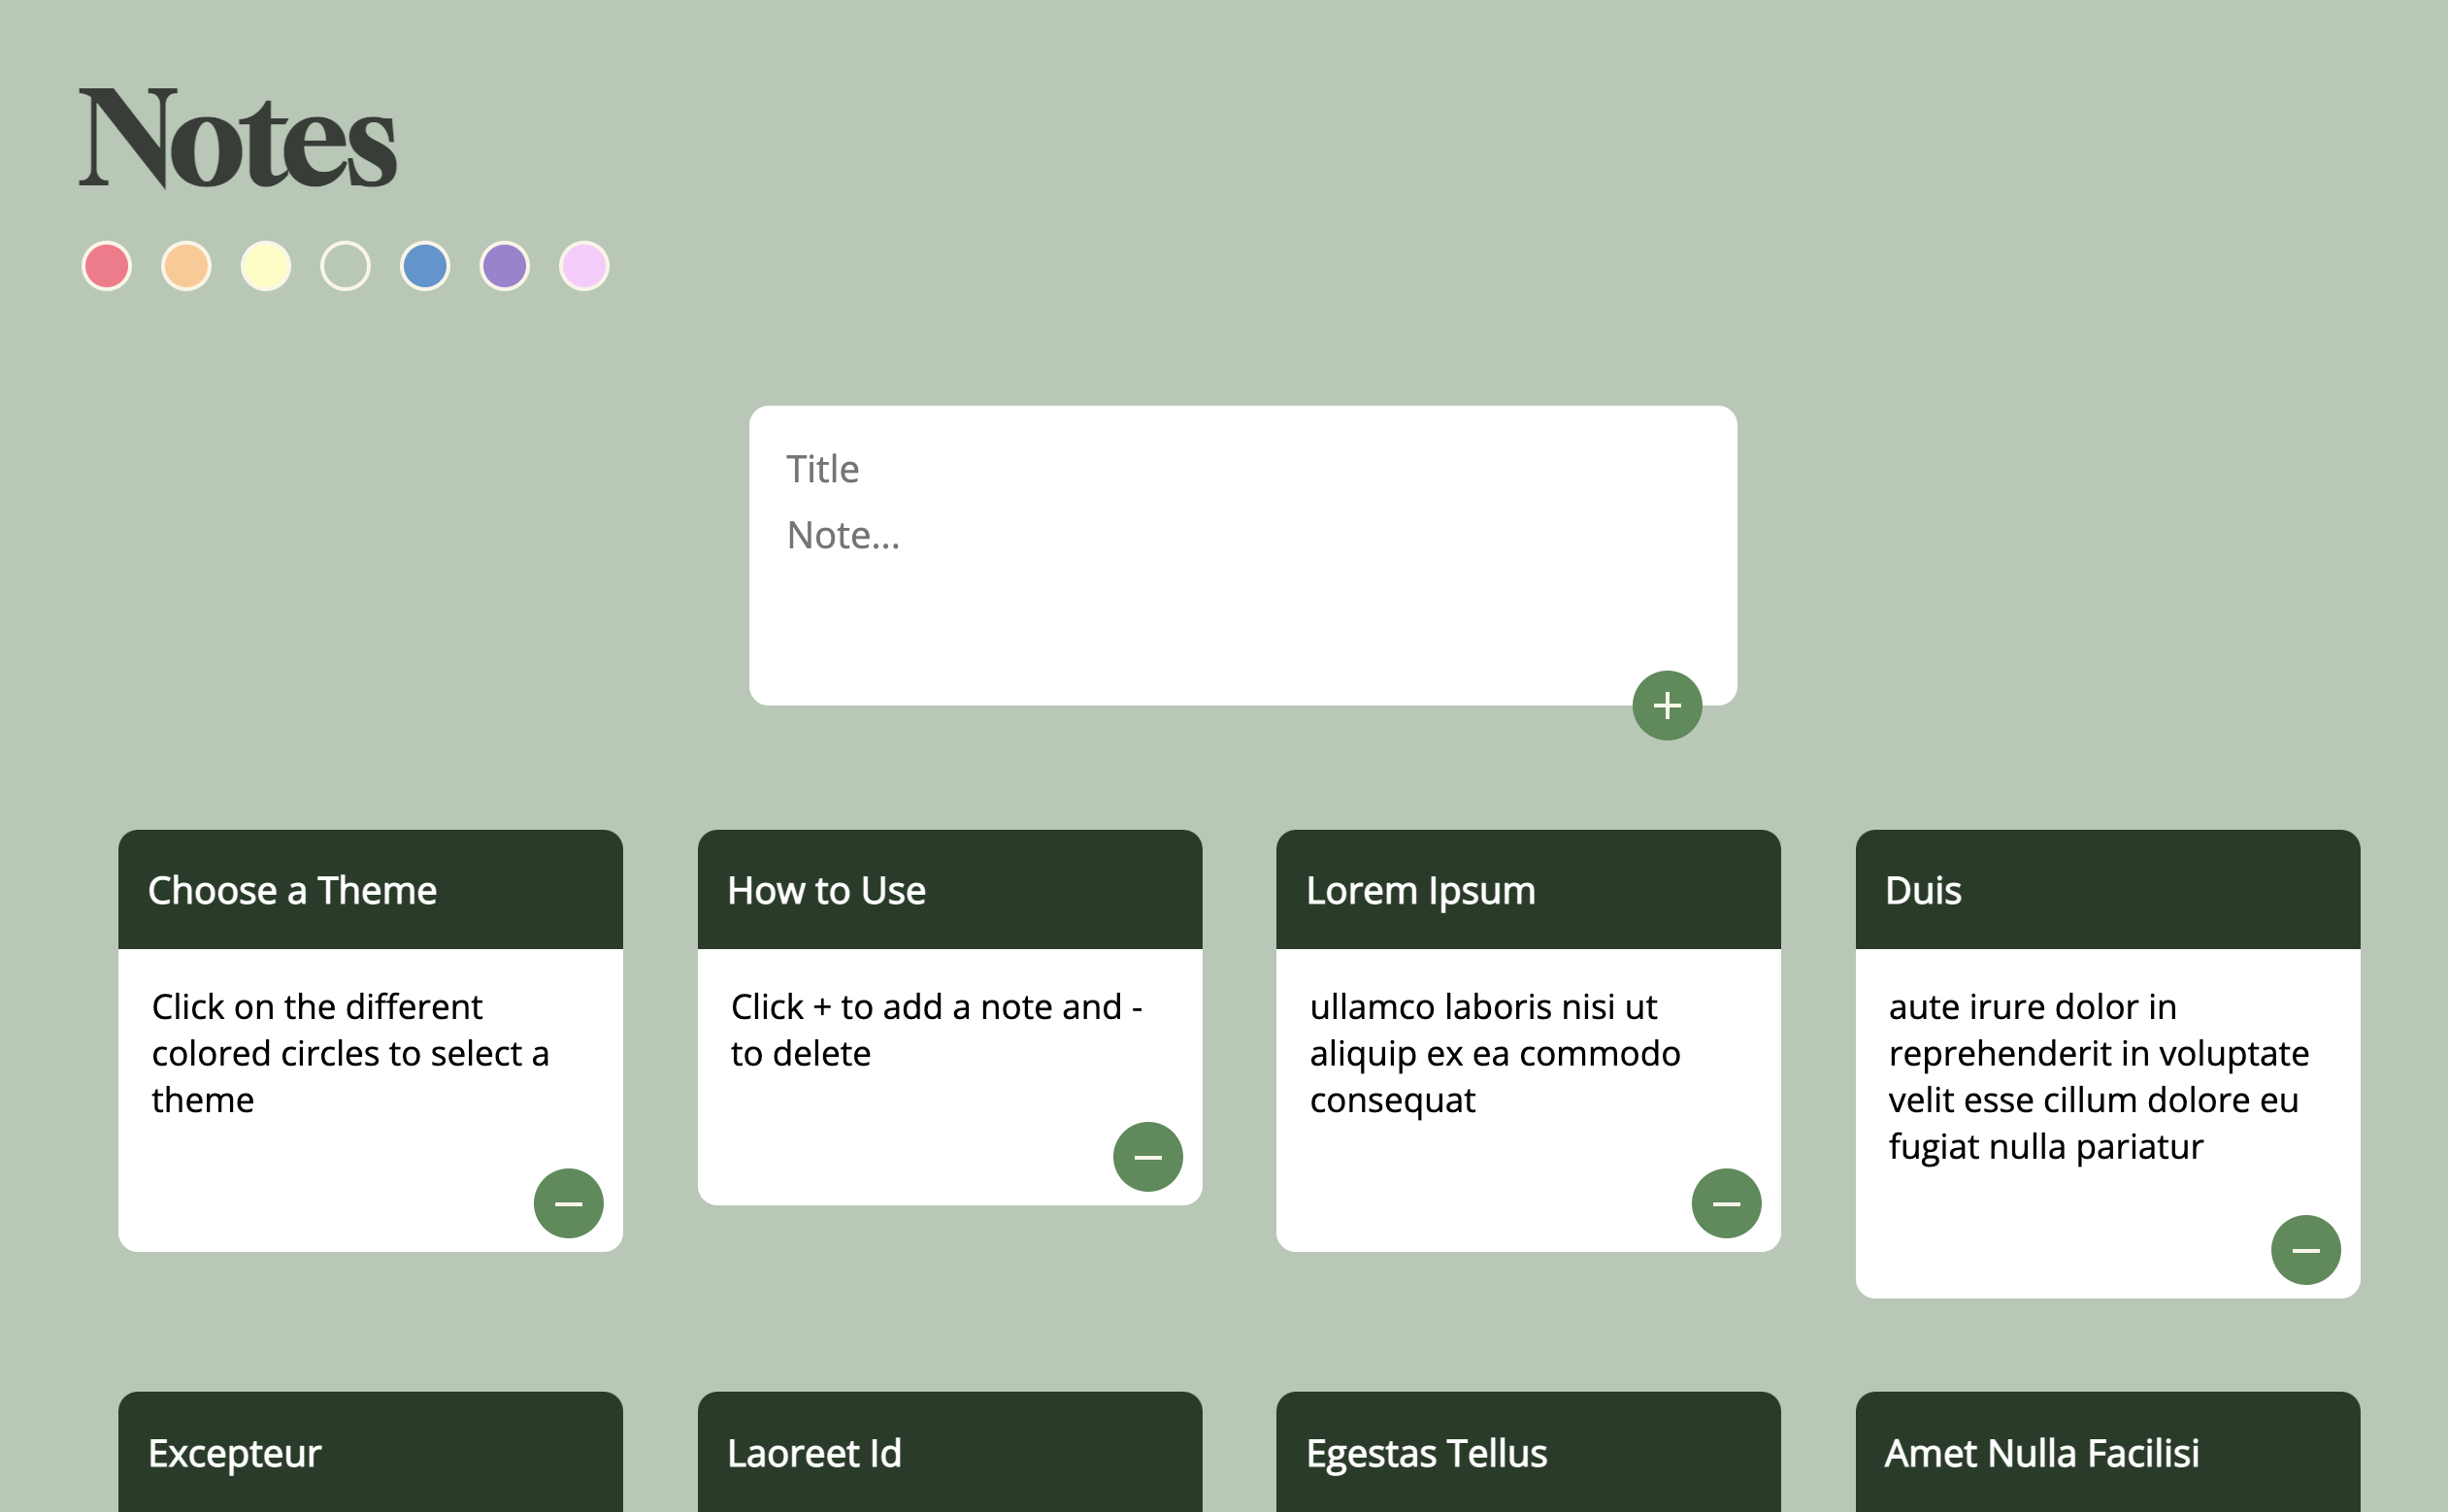 Notes
Title
Note...
Choose a Theme
Click on the different
colored circles to select a
theme
How to Use
Click + to add a note and -
to delete
Lorem Ipsum
ullamco laboris nisi ut
aliquip ex ea commodo
consequat
Duis
aute irure dolor in
reprehenderit in voluptate
velit esse cillum dolore eu
fugiat nulla pariatur
Excepteur
Laoreet Id
Egestas Tellus
Amet Nulla Facilisi